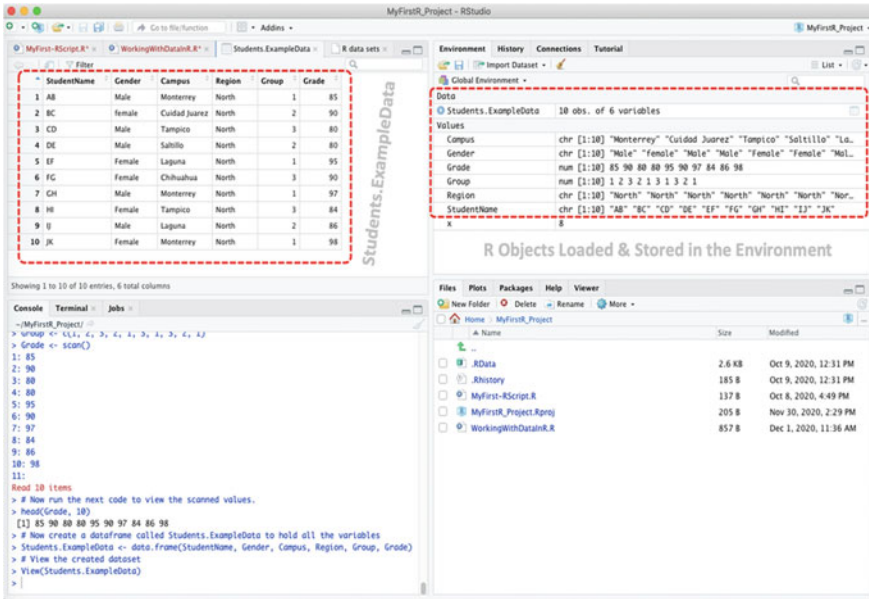 MyFirstR_Project - RStudio
Go to file/function
Addins
MyFirstR_Project
MyFirst-RScript.R*
WorkingWithDataInR.R*
Students.ExampleData
R data sets
Filter
StudentName Gender Campus Region Group Grade
1 AB Male Monterrey North 1 85
2 BC female Cuidad Juarez North 2 90
3 CD Male Tampico North 3 80
4 DE Male Saltillo North 2 80
5 EF Female Laguna North 1 95
6 FG Female Chihuahua North 3 90
7 GH Male Monterrey North 1 97
8 HI Female Tampico North 3 84
9 IJ Male Laguna North 2 86
10 JK Female Monterrey North 1 98
Students.ExampleData
Showing 1 to 10 of 10 entries, 6 total columns
Console Terminal Jobs
~/MyFirstR_Project/
> Group <- c(1, 2, 3, 2, 1, 3, 1, 3, 2, 1)
> Grade <- scan()
1: 85
2: 90
3: 80
4: 80
5: 95
6: 90
7: 97
8: 84
9: 86
10: 98
11:
Read 10 items
> # Now run the next code to view the scanned values.
> head(Grade, 10)
[1] 85 90 80 80 95 90 97 84 86 98
> # Now create a dataframe called Students.ExampleData to hold all the variables
> Students.ExampleData <- data.frame(StudentName, Gender, Campus, Region, Group, Grade)
> # View the created dataset
> View(Students.ExampleData)
>
Environment History Connections Tutorial
Import Dataset
List
Global Environment
Data
Students.ExampleData 10 obs. of 6 variables
Values
Campus chr [1:10] "Monterrey" "Cuidad Juarez" "Tampico" "Saltillo" "La…
Gender chr [1:10] "Male" "female" "Male" "Male" "Female" "Female" "Mal…
Grade num [1:10] 85 90 80 80 95 90 97 84 86 98
Group num [1:10] 1 2 3 2 1 3 1 3 2 1
Region chr [1:10] "North" "North" "North" "North" "North" "North" "Nor…
StudentName chr [1:10] "AB" "BC" "CD" "DE" "EF" "FG" "GH" "HI" "IJ" "JK"
x 8
R Objects Loaded & Stored in the Environment
Files Plots Packages Help Viewer
New Folder Delete Rename More
Home MyFirstR_Project
Name Size Modified
..
.RData 2.6 KB Oct 9, 2020, 12:31 PM
.Rhistory 185 B Oct 9, 2020, 12:31 PM
MyFirst-RScript.R 137 B Oct 8, 2020, 4:49 PM
MyFirstR_Project.Rproj 205 B Nov 30, 2020, 2:29 PM
WorkingWithDataInR.R 857 B Dec 1, 2020, 11:36 AM